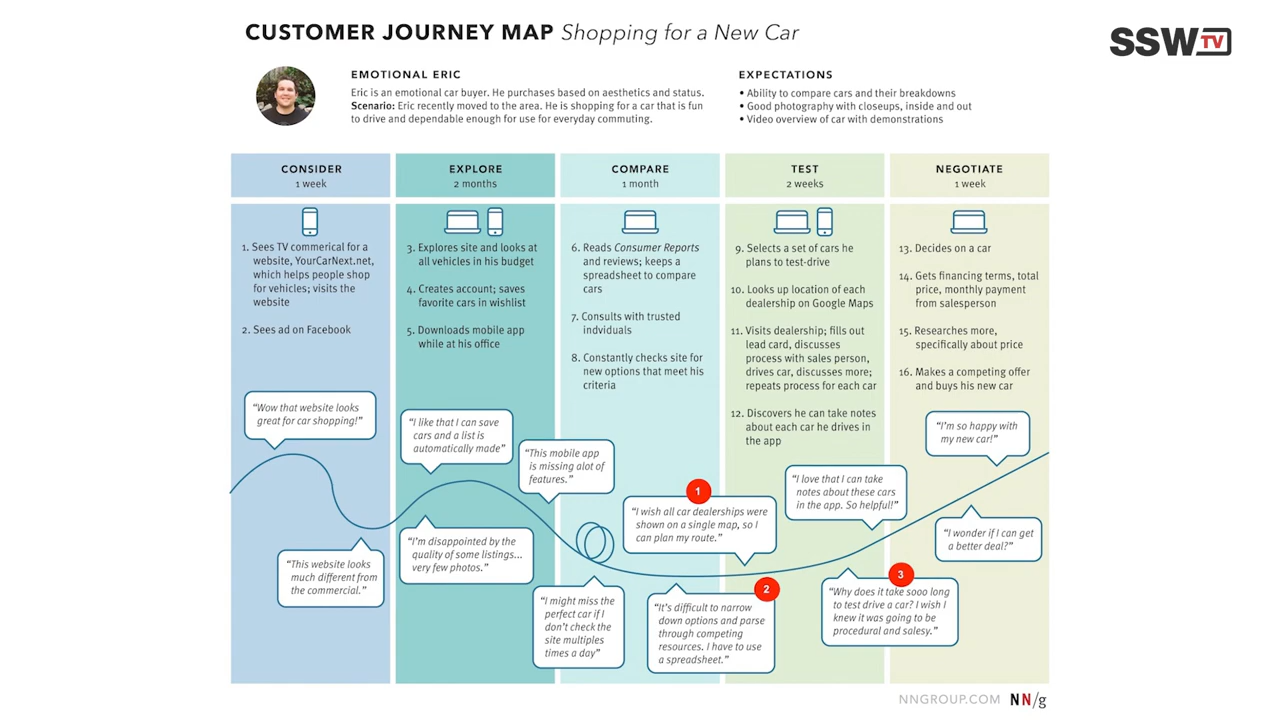 CUSTOMER JOURNEY MAP Shopping for a New Car
SSW TV
EMOTIONAL ERIC
Eric is an emotional car buyer. He purchases based on aesthetics and status.
Scenario: Eric recently moved to the area. He is shopping for a car that is fun
to drive and dependable enough for use for everyday commuting.
EXPECTATIONS
• Ability to compare cars and their breakdowns
• Good photography with closeups, inside and out
• Video overview of car with demonstrations
CONSIDER
1 week
1. Sees TV commerical for a
website, YourCarNext.net,
which helps people shop
for vehicles; visits the
website
2. Sees ad on Facebook
"Wow that website looks
great for car shopping!"
"This website looks
much different from
the commercial."
EXPLORE
2 months
3. Explores site and looks at
all vehicles in his budget
4. Creates account; saves
favorite cars in wishlist
5. Downloads mobile app
while at his office
"I like that I can save
cars and a list is
automatically made"
"This mobile app
is missing alot of
features."
"I'm disappointed by the
quality of some listings...
very few photos."
COMPARE
1 month
6. Reads Consumer Reports
and reviews; keeps a
spreadsheet to compare
cars
7. Consults with trusted
indviduals
8. Constantly checks site for
new options that meet his
criteria
"I might miss the
perfect car if I
don't check the
site multiples
times a day"
1
"I wish all car dealerships were
shown on a single map, so I
can plan my route."
2
"It's difficult to narrow
down options and parse
through competing
resources. I have to use
a spreadsheet."
TEST
2 weeks
9. Selects a set of cars he
plans to test-drive
10. Looks up location of each
dealership on Google Maps
11. Visits dealership; fills out
lead card, discusses
process with sales person,
drives car, discusses more;
repeats process for each car
12. Discovers he can take notes
about each car he drives in
the app
"I love that I can take
notes about these cars
in the app. So helpful!"
3
"Why does it take sooo long
to test drive a car? I wish I
knew it was going to be
procedural and salesy."
NEGOTIATE
1 week
13. Decides on a car
14. Gets financing terms, total
price, monthly payment
from salesperson
15. Researches more,
specifically about price
16. Makes a competing offer
and buys his new car
"I'm so happy with
my new car!"
"I wonder if I can get
a better deal?"
NNGROUP.COM NN/g